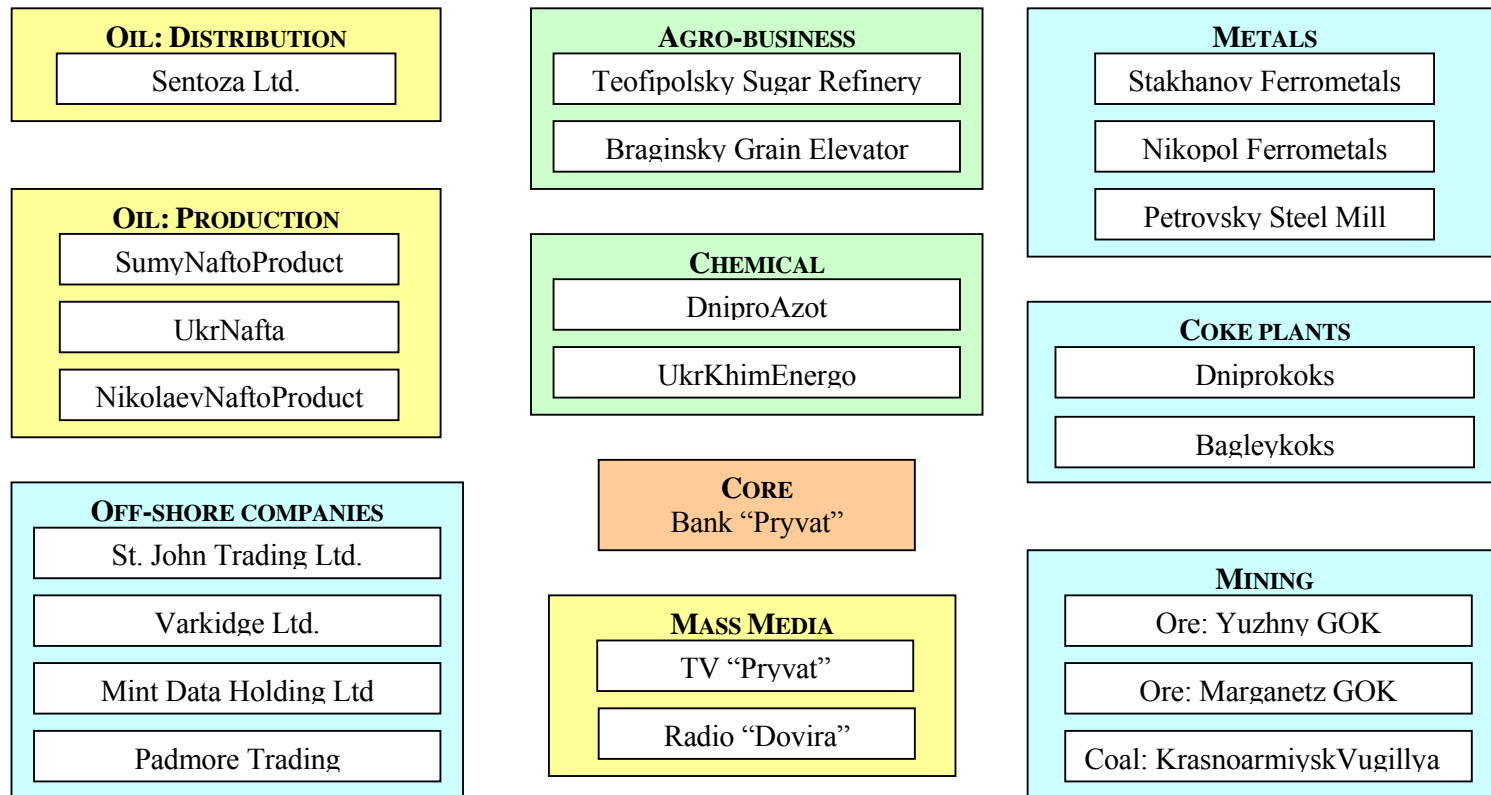 OIL: DISTRIBUTION
Sentoza Ltd.
OIL: PRODUCTION
SumyNaftoProduct
UkrNafta
NikolaevNaftoProduct
OFF-SHORE COMPANIES
St. John Trading Ltd.
Varkidge Ltd.
Mint Data Holding Ltd
Padmore Trading
AGRO-BUSINESS
Teofipolsky Sugar Refinery
Braginsky Grain Elevator
CHEMICAL
DniproAzot
UkrKhimEnergo
CORE
Bank “Pryvat”
MASS MEDIA
TV “Pryvat”
Radio “Dovira”
METALS
Stakhanov Ferrometals
Nikopol Ferrometals
Petrovsky Steel Mill
COKE PLANTS
Dniprokoks
Bagleykoks
MINING
Ore: Yuzhny GOK
Ore: Marganetz GOK
Coal: KrasnoarmiyskVugillya